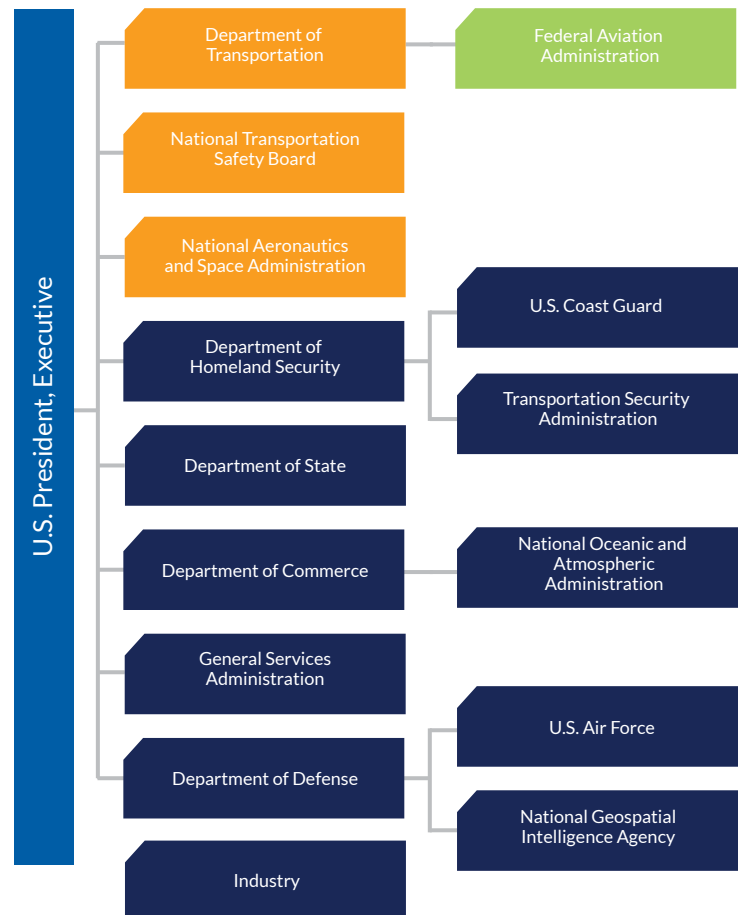 U.S. President, Executive
Department of
Transportation
Federal Aviation
Administration
National Transportation
Safety Board
National Aeronautics
and Space Administration
Department of
Homeland Security
U.S. Coast Guard
Transportation Security
Administration
Department of State
Department of Commerce
National Oceanic and
Atmospheric
Administration
General Services
Administration
Department of Defense
U.S. Air Force
National Geospatial
Intelligence Agency
Industry